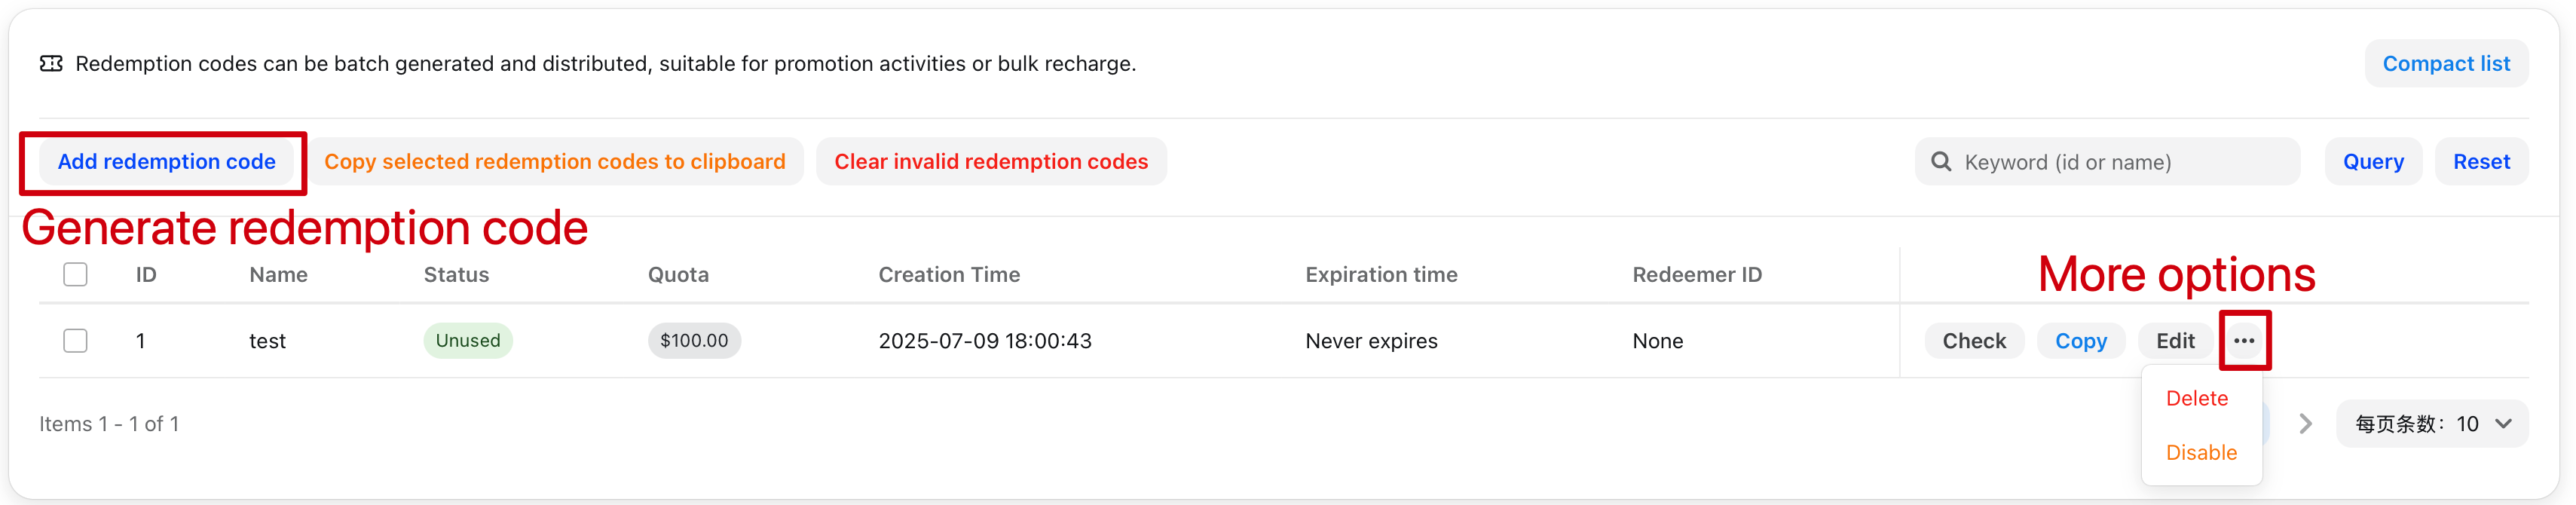 Redemption codes can be batch generated and distributed, suitable for promotion activities or bulk recharge.
Compact list
Add redemption code
Copy selected redemption codes to clipboard
Clear invalid redemption codes
Keyword (id or name)
Query
Reset
Generate redemption code
More options
ID Name Status Quota Creation Time Expiration time Redeemer ID
1 test Unused $100.00 2025-07-09 18:00:43 Never expires None Check Copy Edit •••
Delete
Disable
Items 1 - 1 of 1
每页条数：10